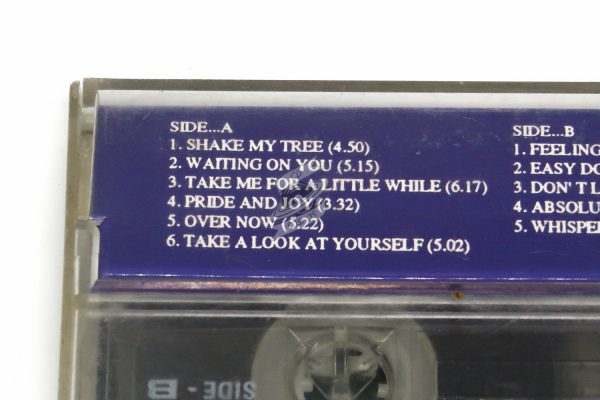 SIDE...A
1. SHAKE MY TREE (4.50)
2. WAITING ON YOU (5.15)
3. TAKE ME FOR A LITTLE WHILE (6.17)
4. PRIDE AND JOY (3.32)
5. OVER NOW (5.22)
6. TAKE A LOOK AT YOURSELF (5.02)
SIDE...B
1. FEELING
2. EASY DO
3. DON'T L
4. ABSOLU
5. WHISPE
SIDE - B